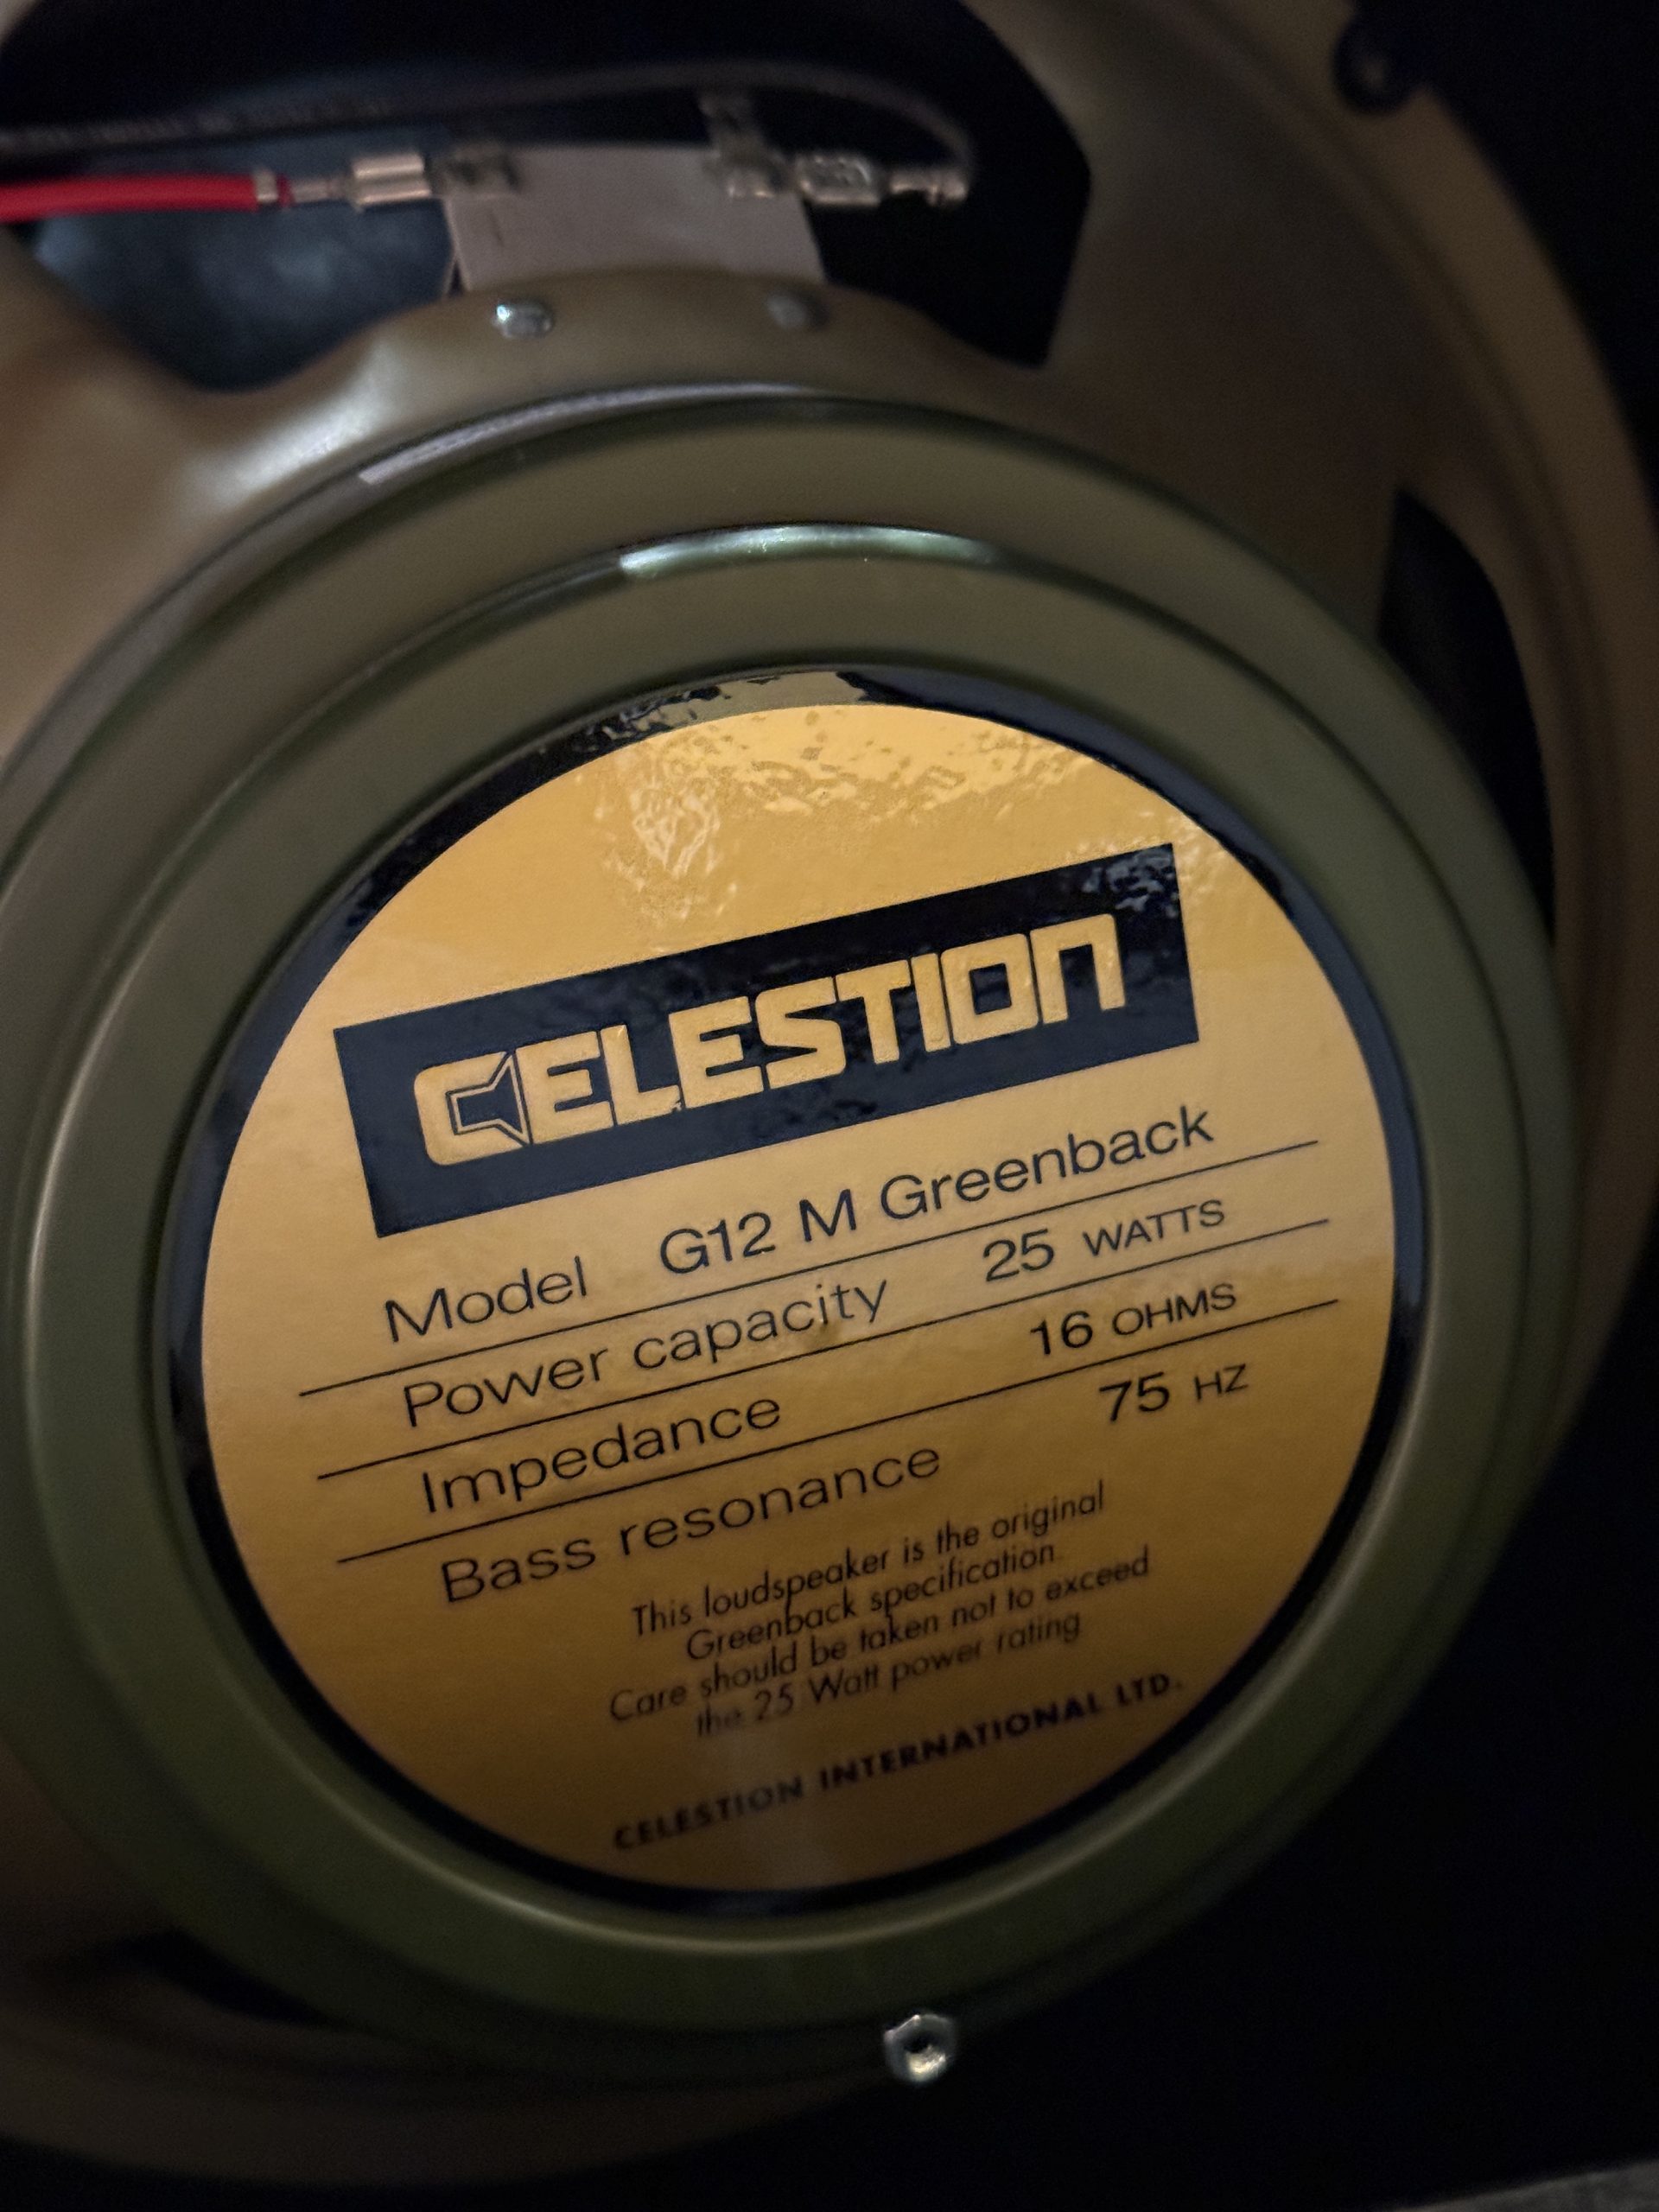 CELESTION
Model G12 M Greenback
Power capacity 25 WATTS
Impedance 16 OHMS
Bass resonance 75 HZ
This loudspeaker is the original
Greenback specification.
Care should be taken not to exceed
the 25 Watt power rating
CELESTION INTERNATIONAL LTD.